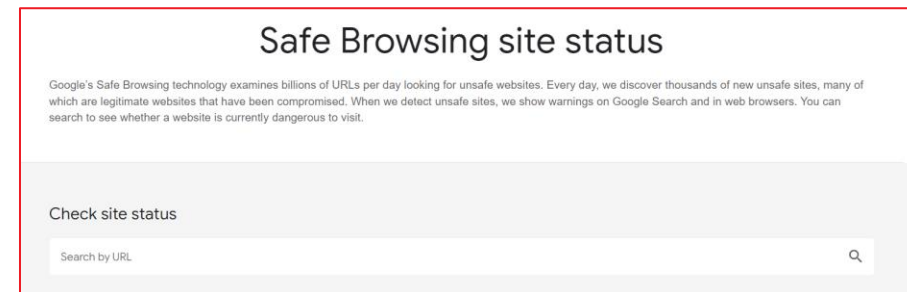 Safe Browsing site status
Google's Safe Browsing technology examines billions of URLs per day looking for unsafe websites. Every day, we discover thousands of new unsafe sites, many of
which are legitimate websites that have been compromised. When we detect unsafe sites, we show warnings on Google Search and in web browsers. You can
search to see whether a website is currently dangerous to visit.
Check site status
Search by URL